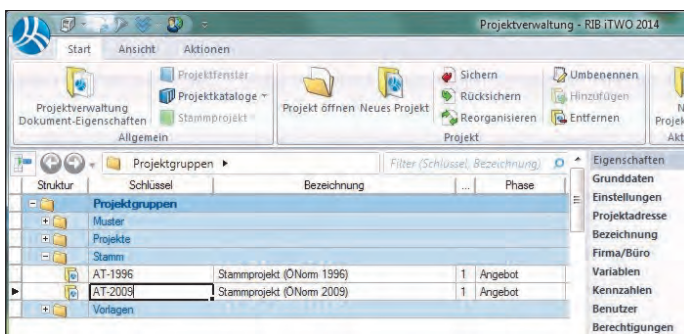 Projektverwaltung - RIB iTWO 2014
Start Ansicht Aktionen
Projektverwaltung
Dokument-Eigenschaften
Projektfenster
Projektkataloge
Stammprojekt
Allgemein
Projekt öffnen Neues Projekt
Sichern
Rücksichern
Reorganisieren
Umbenennen
Hinzufügen
Entfernen
Projekt
N
Projek
Akt
Projektgruppen
Filter (Schlüssel, Bezeichnung)
Struktur Schlüssel Bezeichnung ... Phase
Projektgruppen
Muster
Projekte
Stamm
AT-1996 Stammprojekt (ÖNorm 1996) 1 Angebot
AT-2009 Stammprojekt (ÖNorm 2009) 1 Angebot
Vorlagen
Eigenschaften
Grunddaten
Einstellungen
Projektadresse
Bezeichnung
Firma/Büro
Variablen
Kennzahlen
Benutzer
Berechtigungen